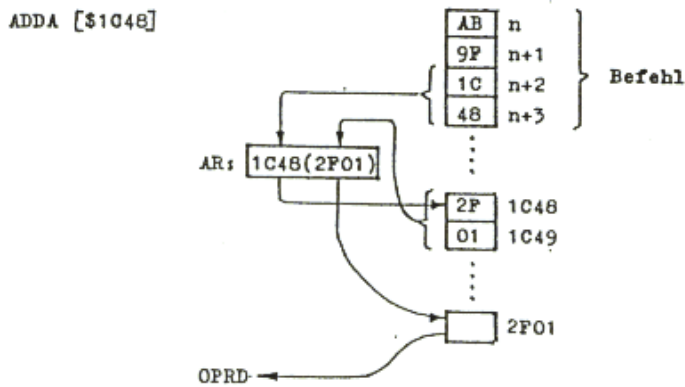 ADDA [$1C48]
AB n
9F n+1
1C n+2
48 n+3
Befehl
AR: 1C48(2F01)
2F 1C48
01 1C49
2F01
OPRD